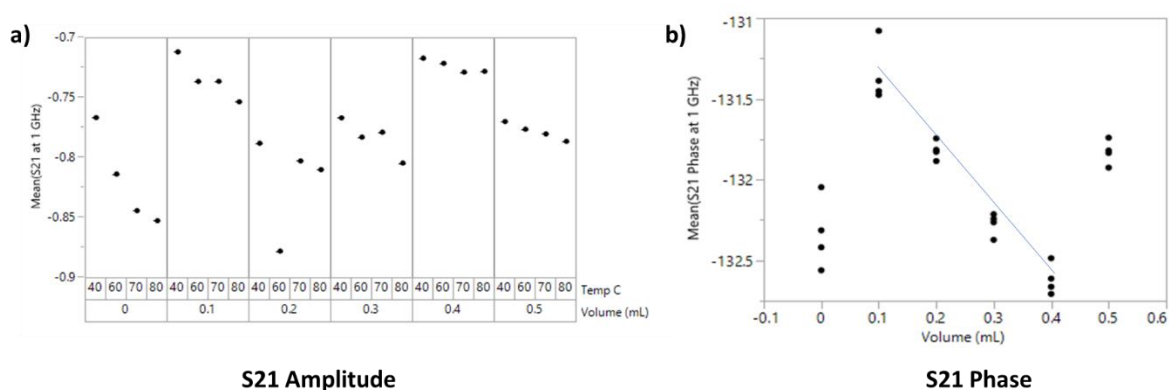 a)
Mean(S21 at 1 GHz)
-0.7
-0.75
-0.8
-0.85
-0.9
40 60 70 80 40 60 70 80 40 60 70 80 40 60 70 80 40 60 70 80 40 60 70 80 Temp C
0 0.1 0.2 0.3 0.4 0.5 Volume (mL)
S21 Amplitude
b)
Mean(S21 Phase at 1 GHz)
-131
-131.5
-132
-132.5
-0.1 0 0.1 0.2 0.3 0.4 0.5 0.6
Volume (mL)
S21 Phase